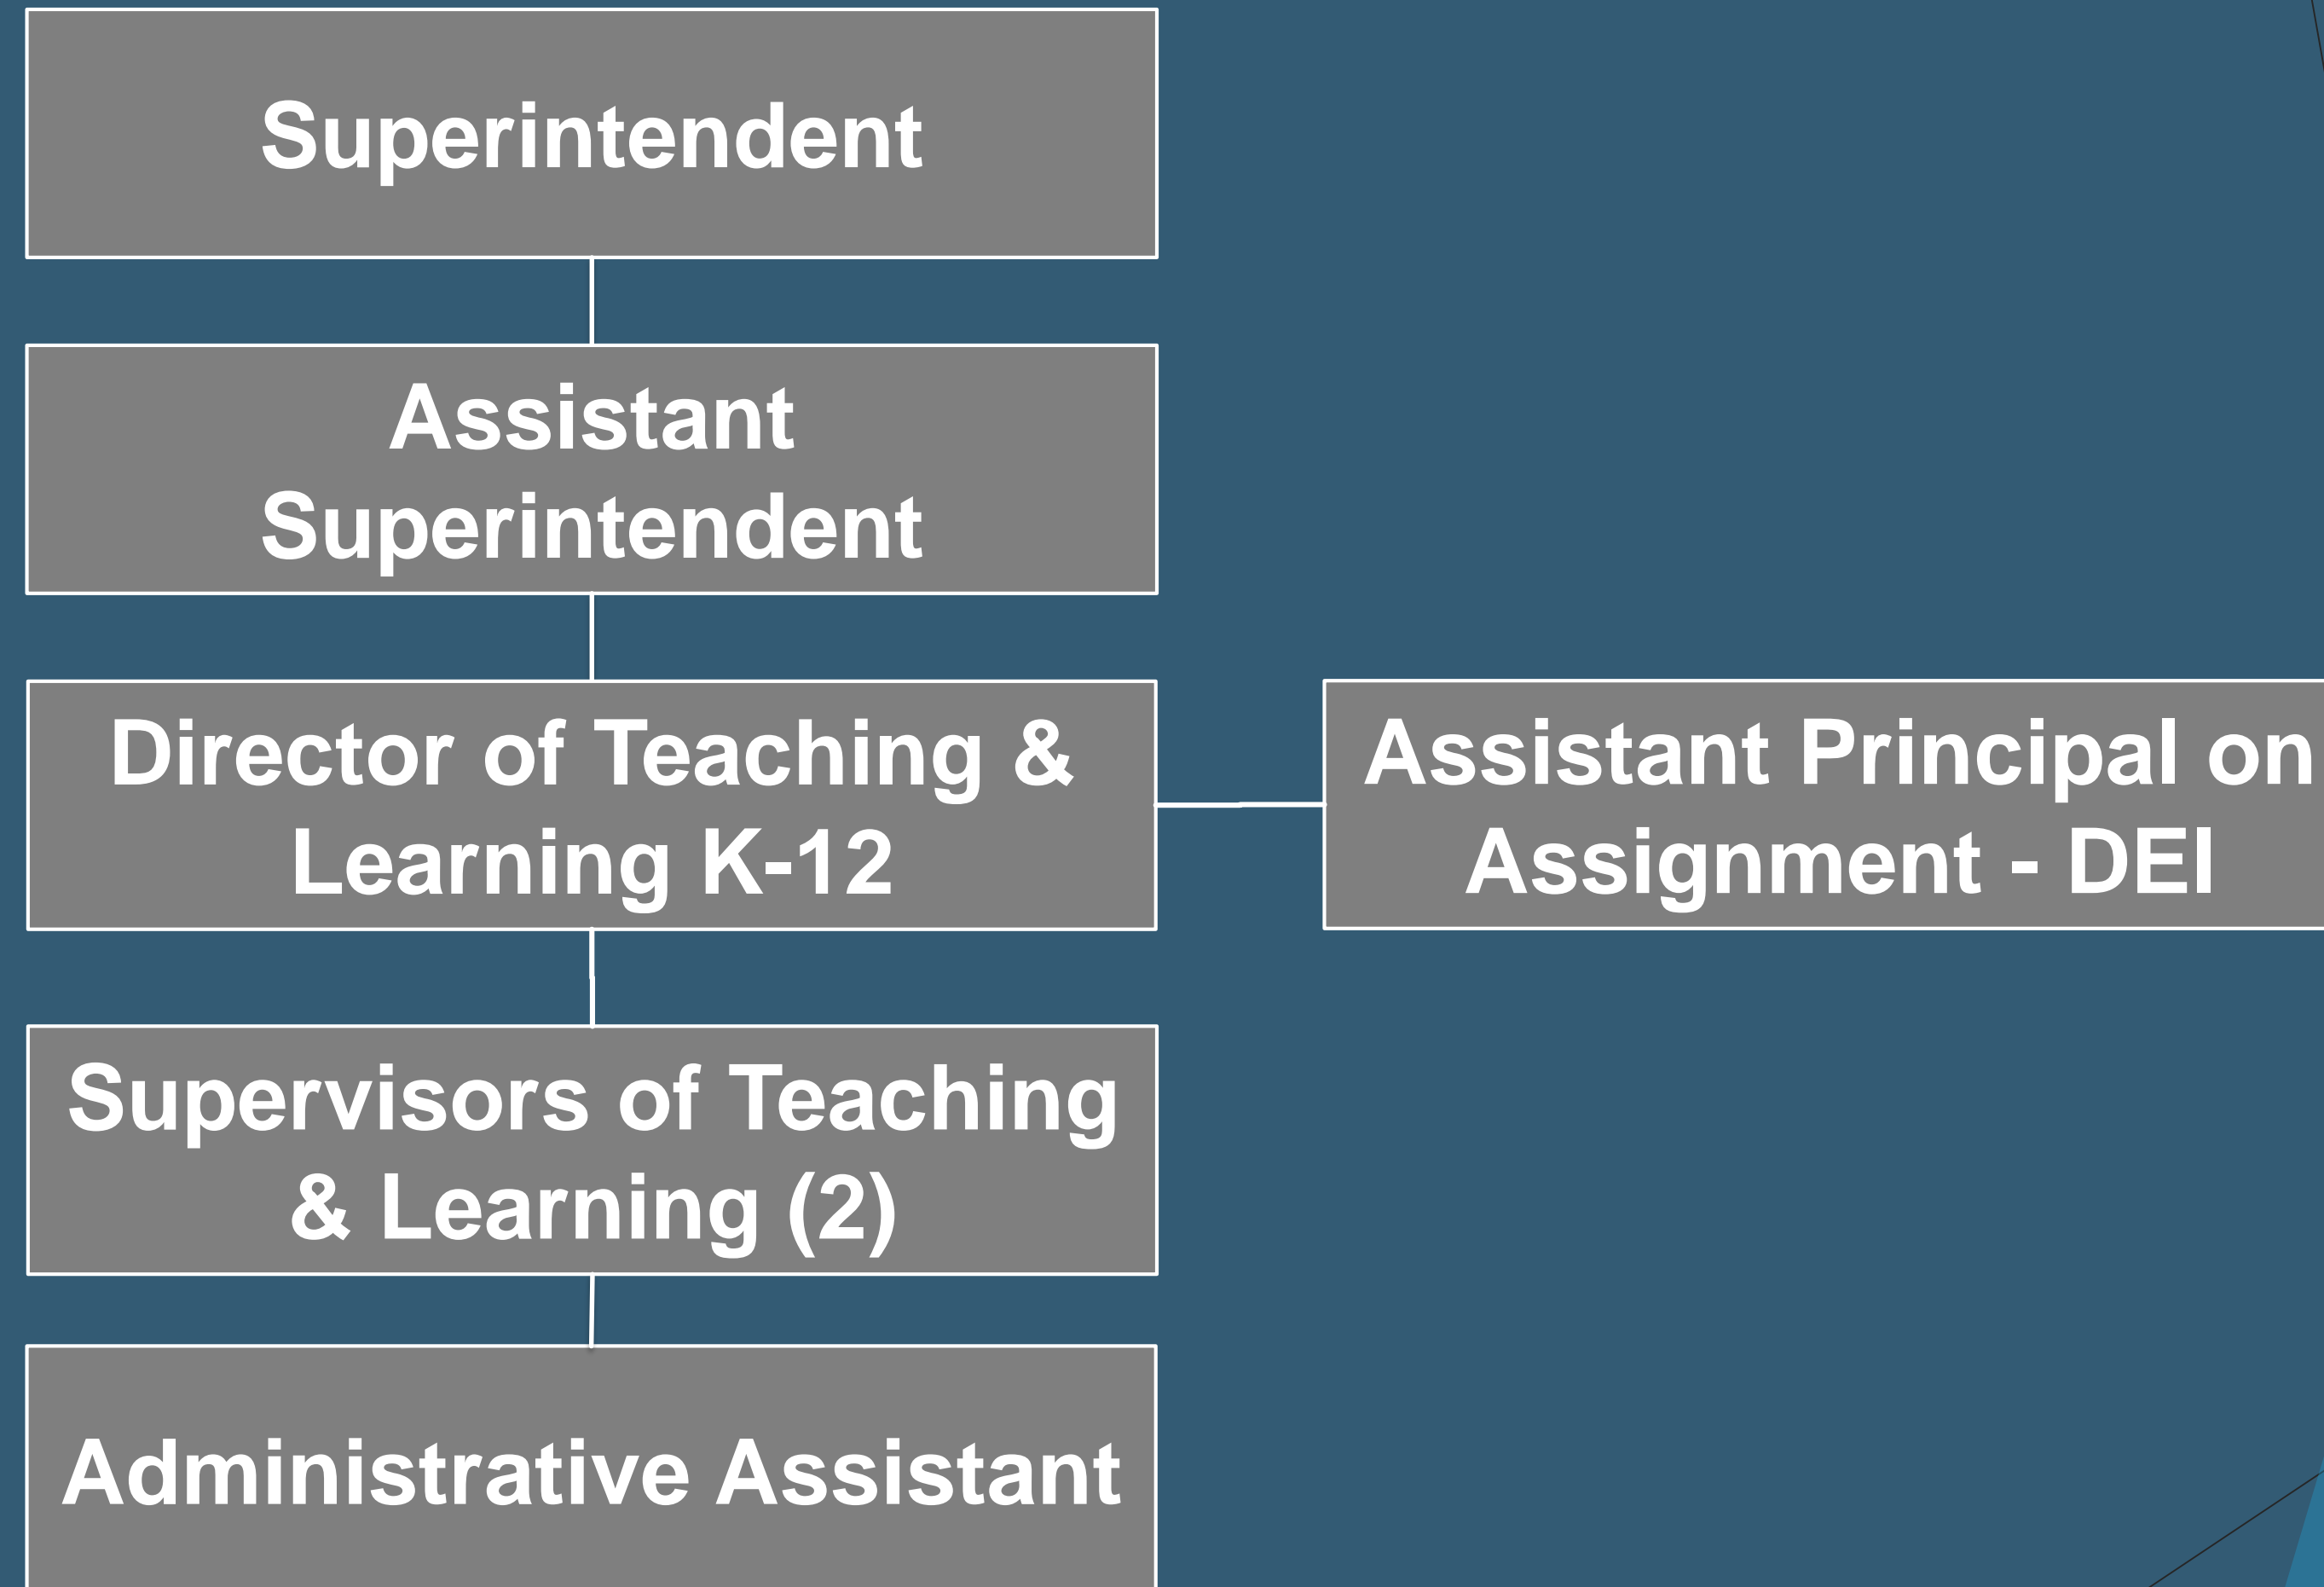 Superintendent
Assistant
Superintendent
Director of Teaching &
Learning K-12
Assistant Principal on
Assignment - DEI
Supervisors of Teaching
& Learning (2)
Administrative Assistant